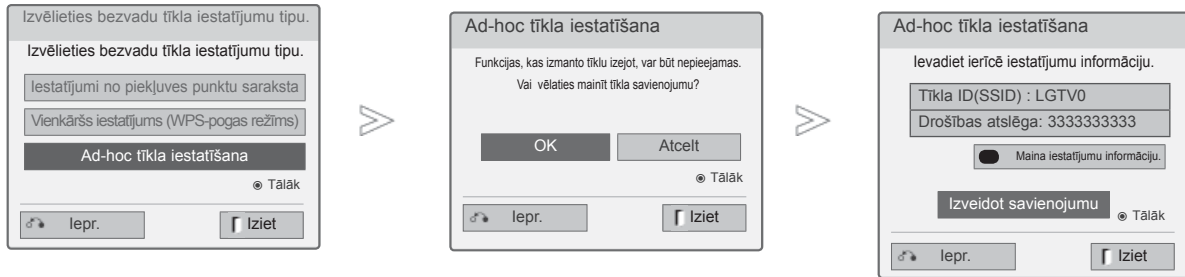 Izvēlieties bezvadu tīkla iestatījumu tipu.
Izvēlieties bezvadu tīkla iestatījumu tipu.
Iestatījumi no piekļuves punktu saraksta
Vienkāršs iestatījums (WPS-pogas režīms)
Ad-hoc tīkla iestatīšana
Tālāk
Iepr.
Iziet
Ad-hoc tīkla iestatīšana
Funkcijas, kas izmanto tīklu izejot, var būt nepieejamas.
Vai vēlaties mainīt tīkla savienojumu?
OK
Atcelt
Tālāk
Iepr.
Iziet
Ad-hoc tīkla iestatīšana
Ievadiet ierīcē iestatījumu informāciju.
Tīkla ID(SSID) : LGTV0
Drošības atslēga: 3333333333
Maina iestatījumu informāciju.
Izveidot savienojumu
Tālāk
Iepr.
Iziet